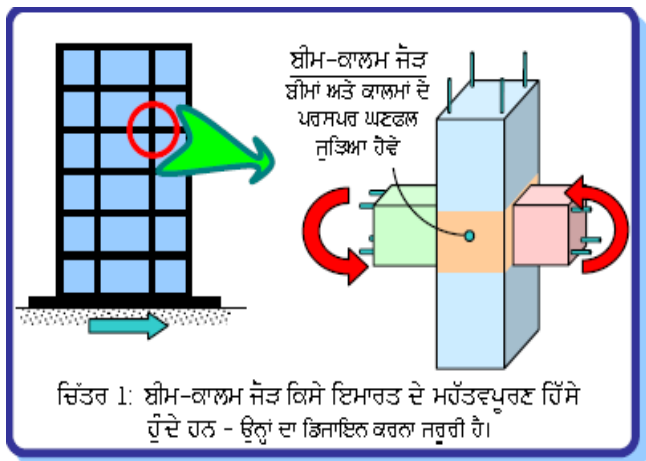 ਬੀਮ-ਕਾਲਮ ਜੋੜ
ਬੀਮਾਂ ਅਤੇ ਕਾਲਮਾਂ ਦੇ
ਪਰਸਪਰ ਘਣਫਲ
ਜੁੜਿਆ ਹੋਵੇ
ਚਿੱਤਰ 1: ਬੀਮ-ਕਾਲਮ ਜੋੜ ਕਿਸੇ ਇਮਾਰਤ ਦੇ ਮਹੱਤਵਪੂਰਣ ਹਿੱਸੇ
ਹੁੰਦੇ ਹਨ - ਉਨ੍ਹਾਂ ਦਾ ਡਿਜਾਇਨ ਕਰਨਾ ਜਰੂਰੀ ਹੈ।